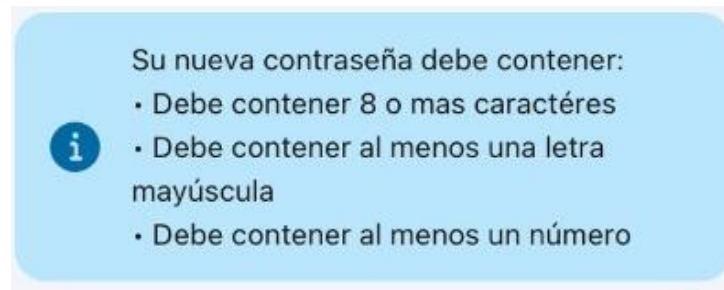 Su nueva contraseña debe contener:
• Debe contener 8 o mas caractéres
• Debe contener al menos una letra
mayúscula
• Debe contener al menos un número